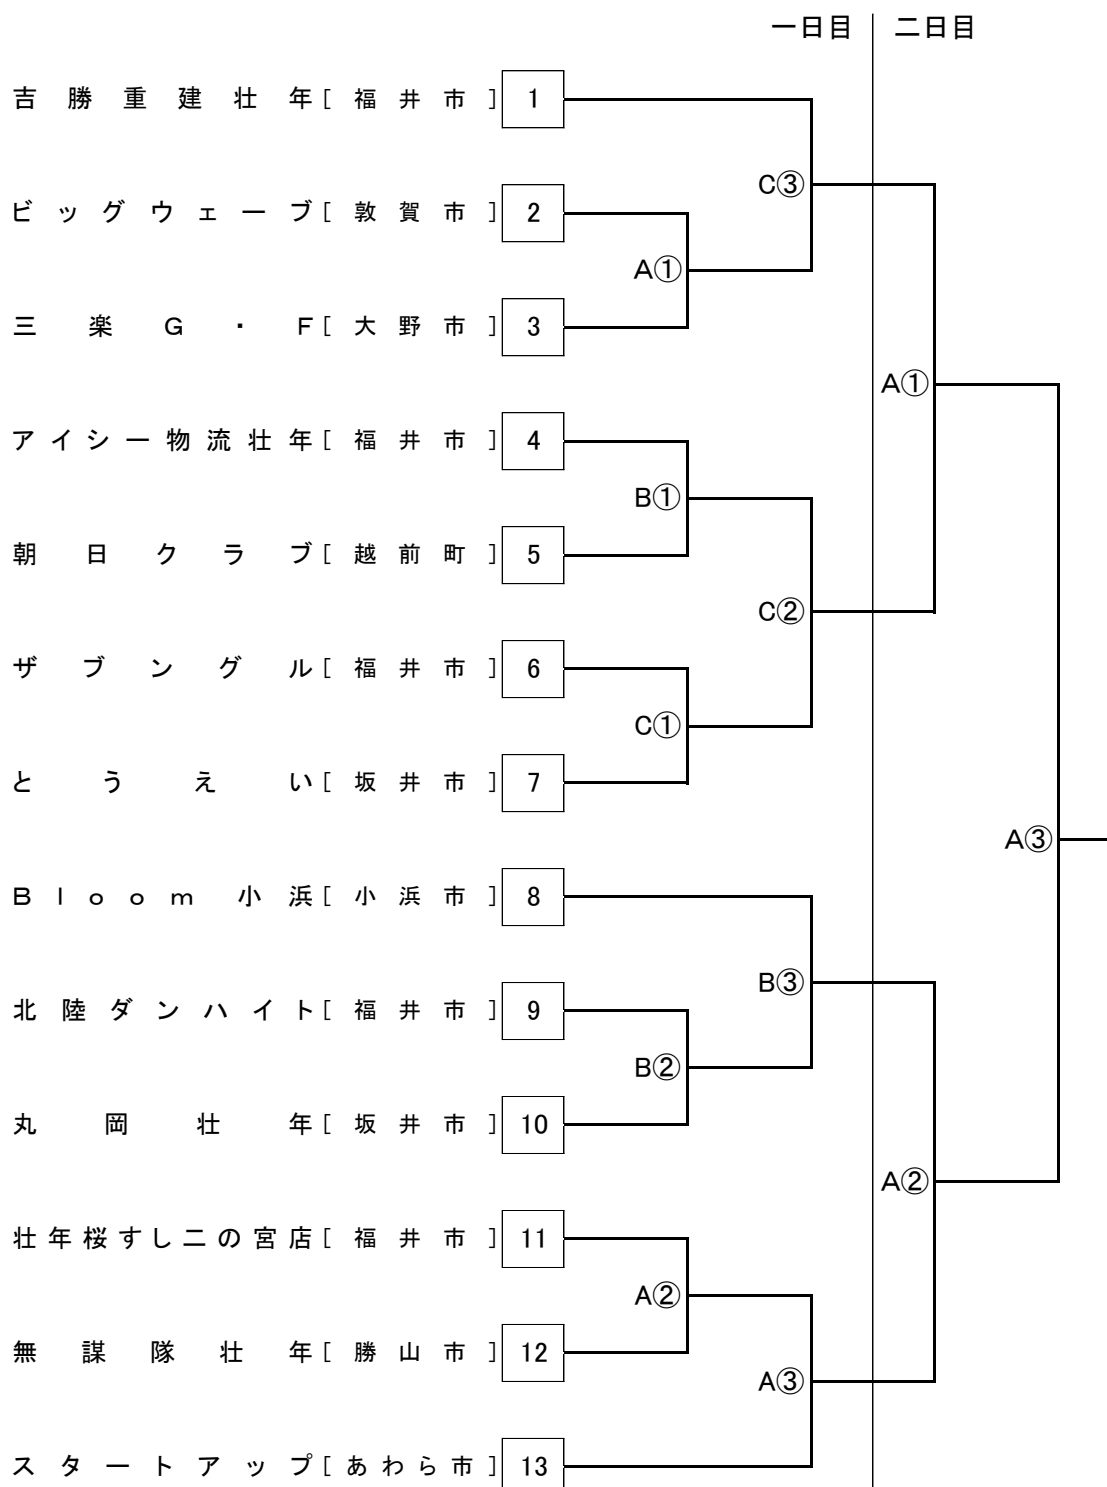 一日目 二日目
吉勝重建壮年[福井市] 1
C③
ビッグウェーブ[敦賀市] 2
A①
三楽G・F[大野市] 3
A①
アイシー物流壮年[福井市] 4
B①
朝日クラブ[越前町] 5
C②
ザブングル[福井市] 6
C①
とうえい[坂井市] 7
A③
Bloom小浜[小浜市] 8
B③
北陸ダンハイト[福井市] 9
B②
丸岡壮年[坂井市] 10
A②
壮年桜すし二の宮店[福井市] 11
A②
無謀隊壮年[勝山市] 12
A③
スタートアップ[あわら市] 13